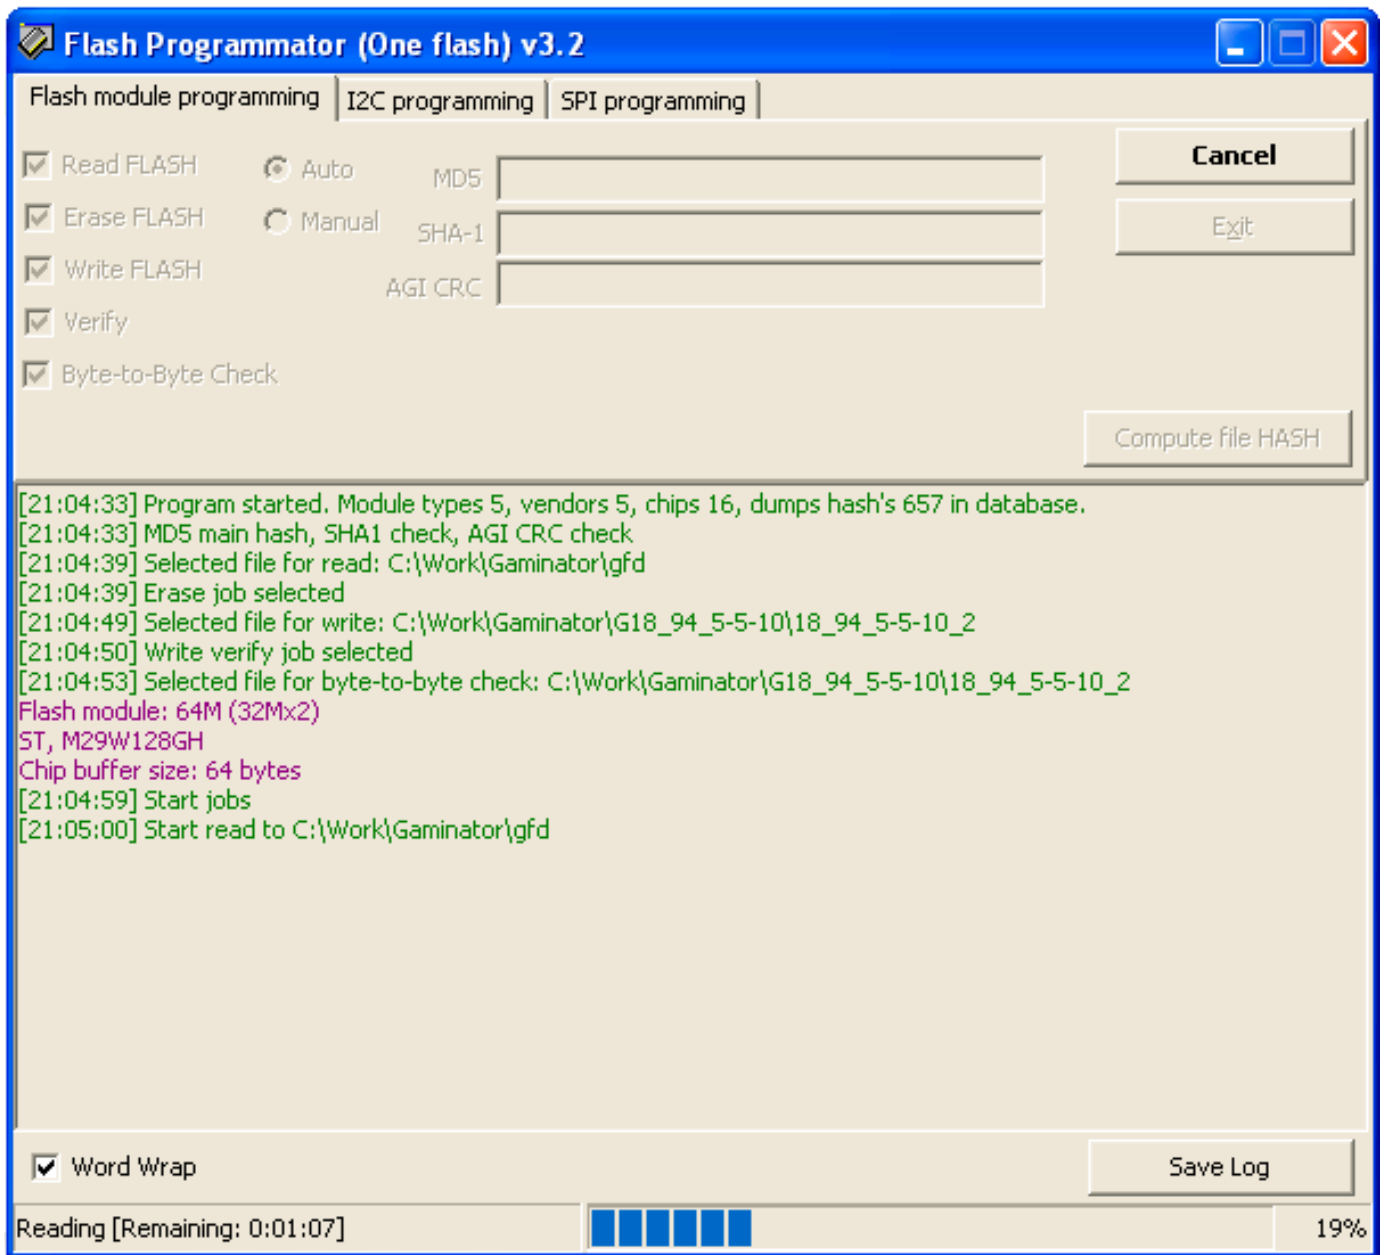 Flash Programmator (One flash) v3.2
Flash module programming
I2C programming
SPI programming
Read FLASH
Auto
MD5
Cancel
Erase FLASH
Manual
SHA-1
Exit
Write FLASH
AGI CRC
Verify
Byte-to-Byte Check
Compute file HASH
[21:04:33] Program started. Module types 5, vendors 5, chips 16, dumps hash's 657 in database.
[21:04:33] MD5 main hash, SHA1 check, AGI CRC check
[21:04:39] Selected file for read: C:\Work\Gaminator\gfd
[21:04:39] Erase job selected
[21:04:49] Selected file for write: C:\Work\Gaminator\G18_94_5-5-10\18_94_5-5-10_2
[21:04:50] Write verify job selected
[21:04:53] Selected file for byte-to-byte check: C:\Work\Gaminator\G18_94_5-5-10\18_94_5-5-10_2
Flash module: 64M (32Mx2)
ST, M29W128GH
Chip buffer size: 64 bytes
[21:04:59] Start jobs
[21:05:00] Start read to C:\Work\Gaminator\gfd
Word Wrap
Save Log
Reading [Remaining: 0:01:07]
19%